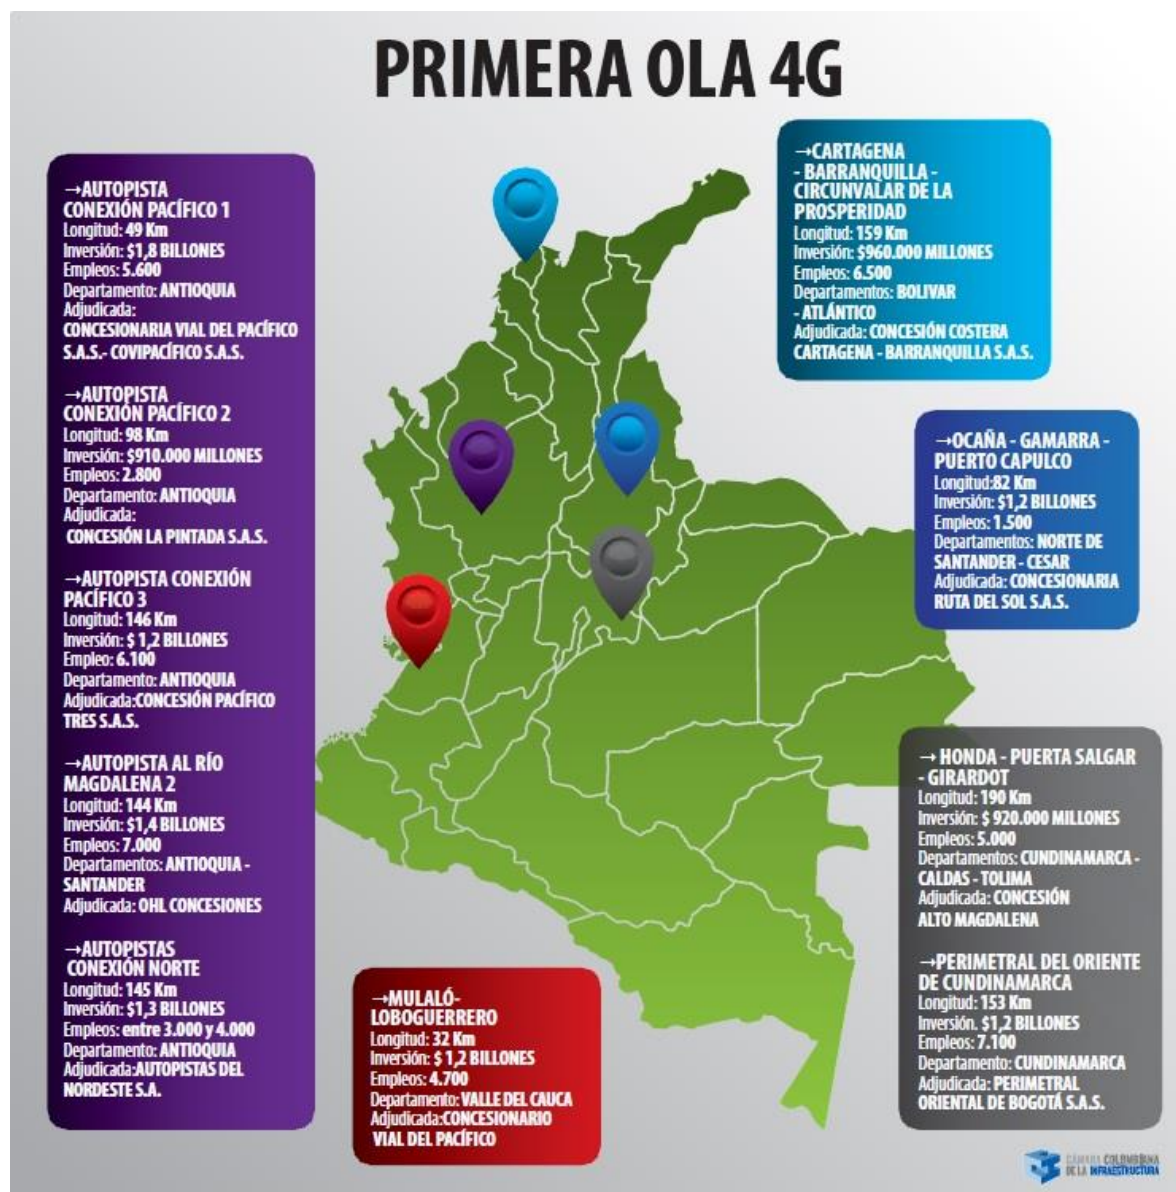 PRIMERA OLA 4G
→AUTOPISTA
CONEXIÓN PACÍFICO 1
Longitud: 49 Km
Inversión: $1,8 BILLONES
Empleos: 5.600
Departamento: ANTIOQUIA
Adjudicada:
CONCESIONARIA VIAL DEL PACÍFICO
S.A.S.- COVIPACÍFICO S.A.S.
→AUTOPISTA
CONEXIÓN PACÍFICO 2
Longitud: 98 Km
Inversión: $910.000 MILLONES
Empleos: 2.800
Departamento: ANTIOQUIA
Adjudicada:
CONCESIÓN LA PINTADA S.A.S.
→AUTOPISTA CONEXIÓN
PACÍFICO 3
Longitud: 146 Km
Inversión: $ 1,2 BILLONES
Empleo: 6.100
Departamento: ANTIOQUIA
Adjudicada:CONCESIÓN PACÍFICO
TRES S.A.S.
→AUTOPISTA AL RÍO
MAGDALENA 2
Longitud: 144 Km
Inversión: $1,4 BILLONES
Empleos: 7.000
Departamentos: ANTIOQUIA -
SANTANDER
Adjudicada: OHL CONCESIONES
→AUTOPISTAS
CONEXIÓN NORTE
Longitud: 145 Km
Inversión: $1,3 BILLONES
Empleos: entre 3.000 y 4.000
Departamento: ANTIOQUIA
Adjudicada:AUTOPISTAS DEL
NORDESTE S.A.
→MULALÓ-
LOBOGUERRERO
Longitud: 32 Km
Inversión: $ 1,2 BILLONES
Empleos: 4.700
Departamento: VALLE DEL CAUCA
Adjudicada:CONCESIONARIO
VIAL DEL PACÍFICO
→CARTAGENA
- BARRANQUILLA -
CIRCUNVALAR DE LA
PROSPERIDAD
Longitud: 159 Km
Inversión: $960.000 MILLONES
Empleos: 6.500
Departamentos: BOLIVAR
- ATLÁNTICO
Adjudicada: CONCESIÓN COSTERA
CARTAGENA - BARRANQUILLA S.A.S.
→OCAÑA - GAMARRA -
PUERTO CAPULCO
Longitud:82 Km
Inversión: $1,2 BILLONES
Empleos: 1.500
Departamentos: NORTE DE
SANTANDER - CESAR
Adjudicada: CONCESIONARIA
RUTA DEL SOL S.A.S.
→ HONDA - PUERTA SALGAR
- GIRARDOT
Longitud: 190 Km
Inversión: $ 920.000 MILLONES
Empleos: 5.000
Departamentos: CUNDINAMARCA -
CALDAS - TOLIMA
Adjudicada: CONCESIÓN
ALTO MAGDALENA
→PERIMETRAL DEL ORIENTE
DE CUNDINAMARCA
Longitud: 153 Km
Inversión. $1,2 BILLONES
Empleos: 7.100
Departamento: CUNDINAMARCA
Adjudicada: PERIMETRAL
ORIENTAL DE BOGOTÁ S.A.S.
CÁMARA COLOMBIANA
DE LA INFRAESTRUCTURA